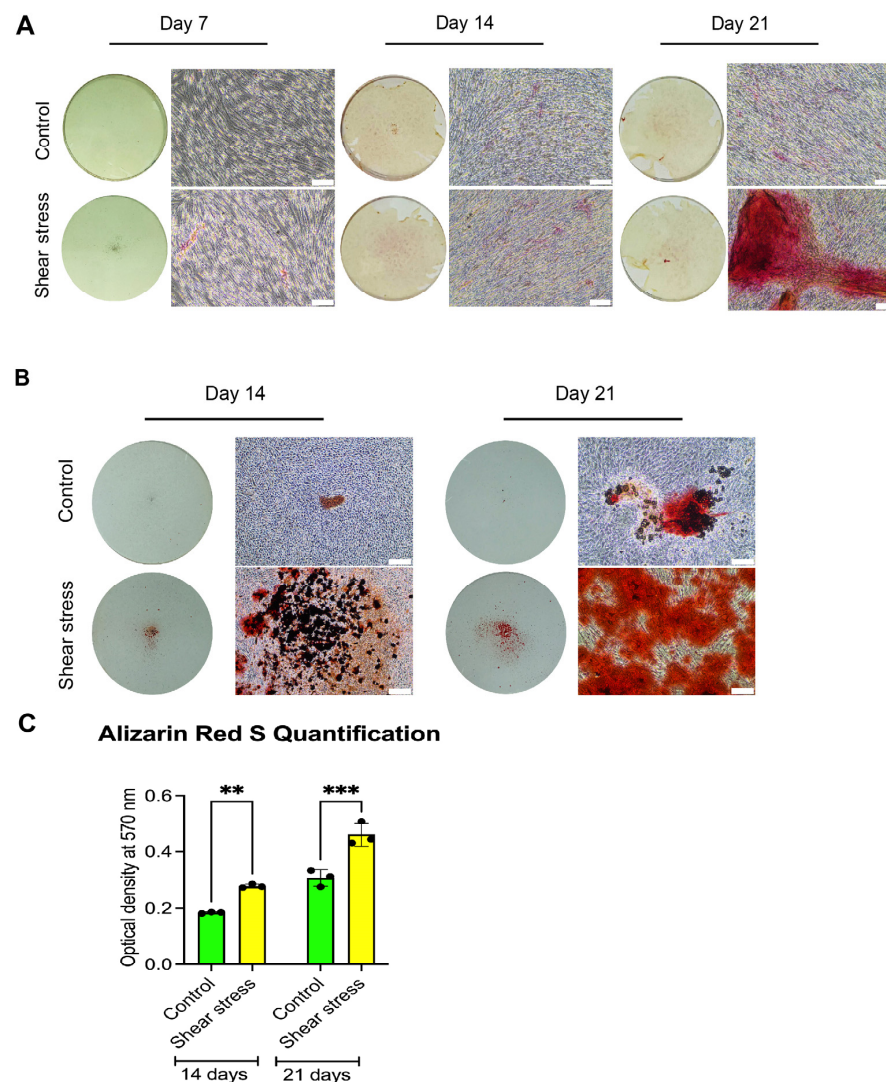 A
Day 7
Day 14
Day 21
Control
Shear stress
B
Day 14
Day 21
Control
Shear stress
C
Alizarin Red S Quantification
Optical density at 570 nm
0.6
0.4
0.2
0.0
** ***
Control
Shear stress
Control
Shear stress
14 days
21 days